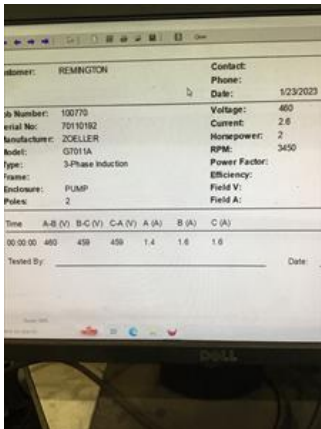 Close
ustomer: REMINGTON Contact:
Phone:
Date: 1/23/2023
ob Number: 100770 Voltage: 460
erial No: 70110192 Current: 2.6
anufacturer: ZOELLER Horsepower: 2
Model: G7011A RPM: 3450
Type: 3-Phase Induction Power Factor:
Frame: Efficiency:
Enclosure: PUMP Field V:
Poles: 2 Field A:
Time A-B (V) B-C (V) C-A (V) A (A) B (A) C (A)
00:00:00 460 459 459 1.4 1.6 1.6
Tested By: Date:
DELL